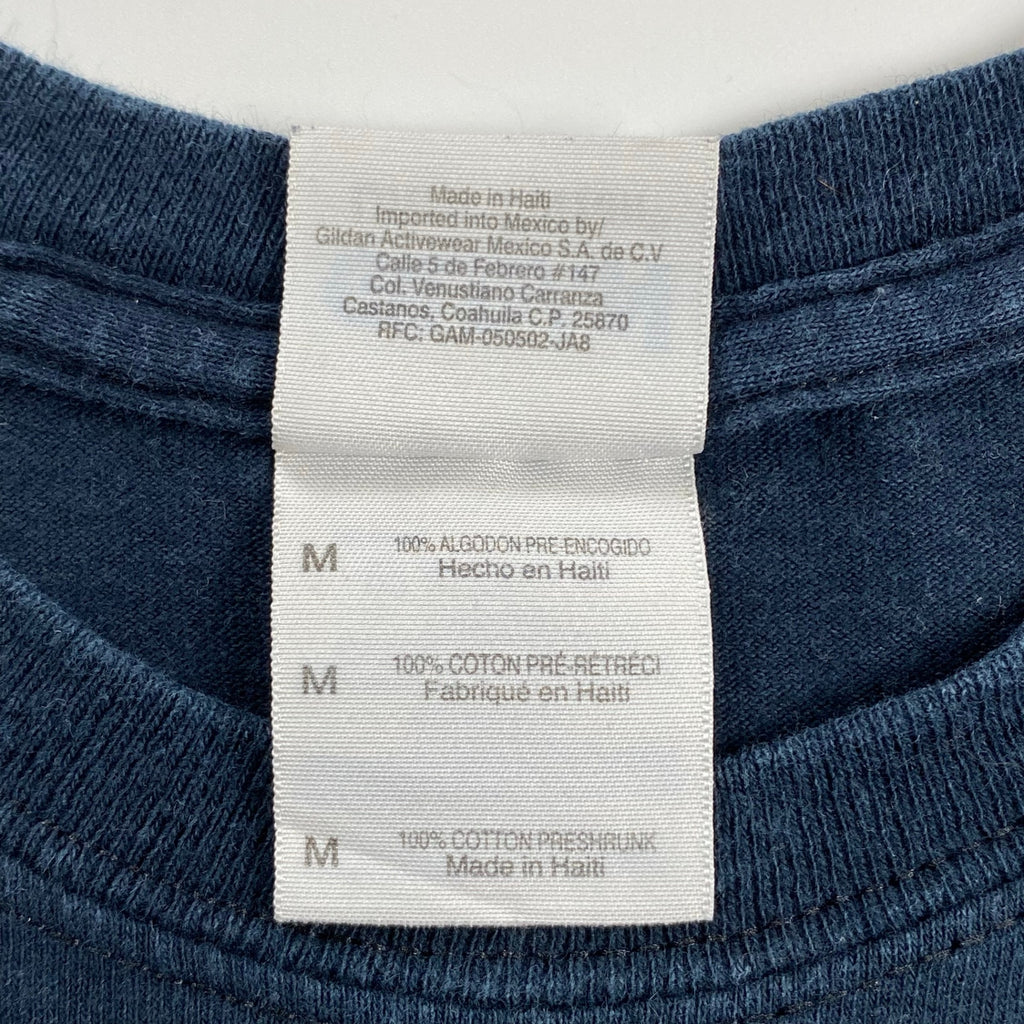 Made in Haiti
Imported into Mexico by/
Gildan Activewear Mexico S.A. de C.V
Calle 5 de Febrero #147
Col. Venustiano Carranza
Castanos, Coahuila C.P. 25870
RFC: GAM-050502-JA8
M 100% ALGODON PRE-ENCOGIDO
Hecho en Haiti
M 100% COTON PRÉ-RÉTRÉCI
Fabriqué en Haïti
M 100% COTTON PRESHRUNK
Made in Haiti